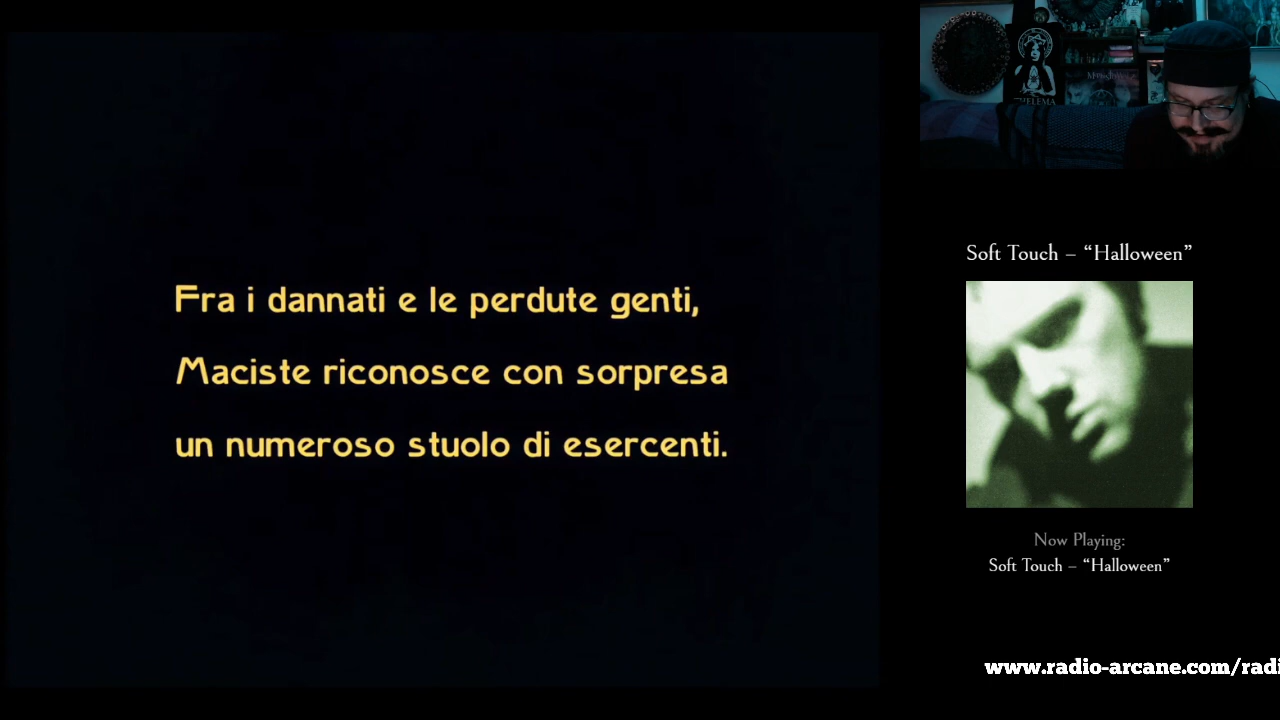 Fra i dannati e le perdute genti,
Maciste riconosce con sorpresa
un numeroso stuolo di esercenti.
THELEMA
Soft Touch – “Halloween”
Now Playing:
Soft Touch – “Halloween”
www.radio-arcane.com/radi